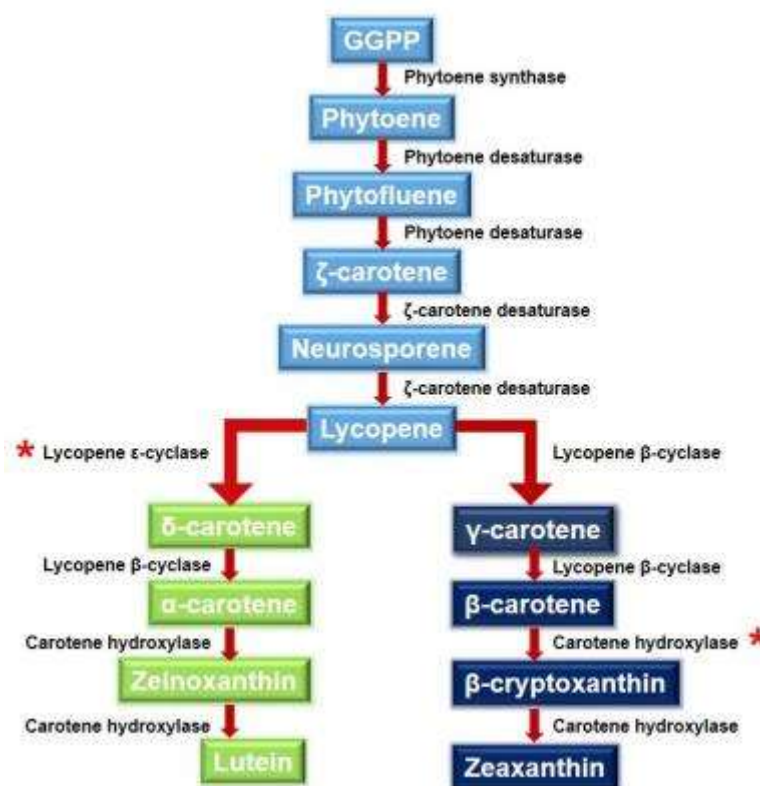 GGPP
Phytoene synthase
Phytoene
Phytoene desaturase
Phytofluene
Phytoene desaturase
ζ-carotene
ζ-carotene desaturase
Neurosporene
ζ-carotene desaturase
Lycopene
* Lycopene ε-cyclase
Lycopene β-cyclase
δ-carotene
γ-carotene
Lycopene β-cyclase
Lycopene β-cyclase
α-carotene
β-carotene
Carotene hydroxylase
Carotene hydroxylase *
Zeinoxanthin
β-cryptoxanthin
Carotene hydroxylase
Carotene hydroxylase
Lutein
Zeaxanthin